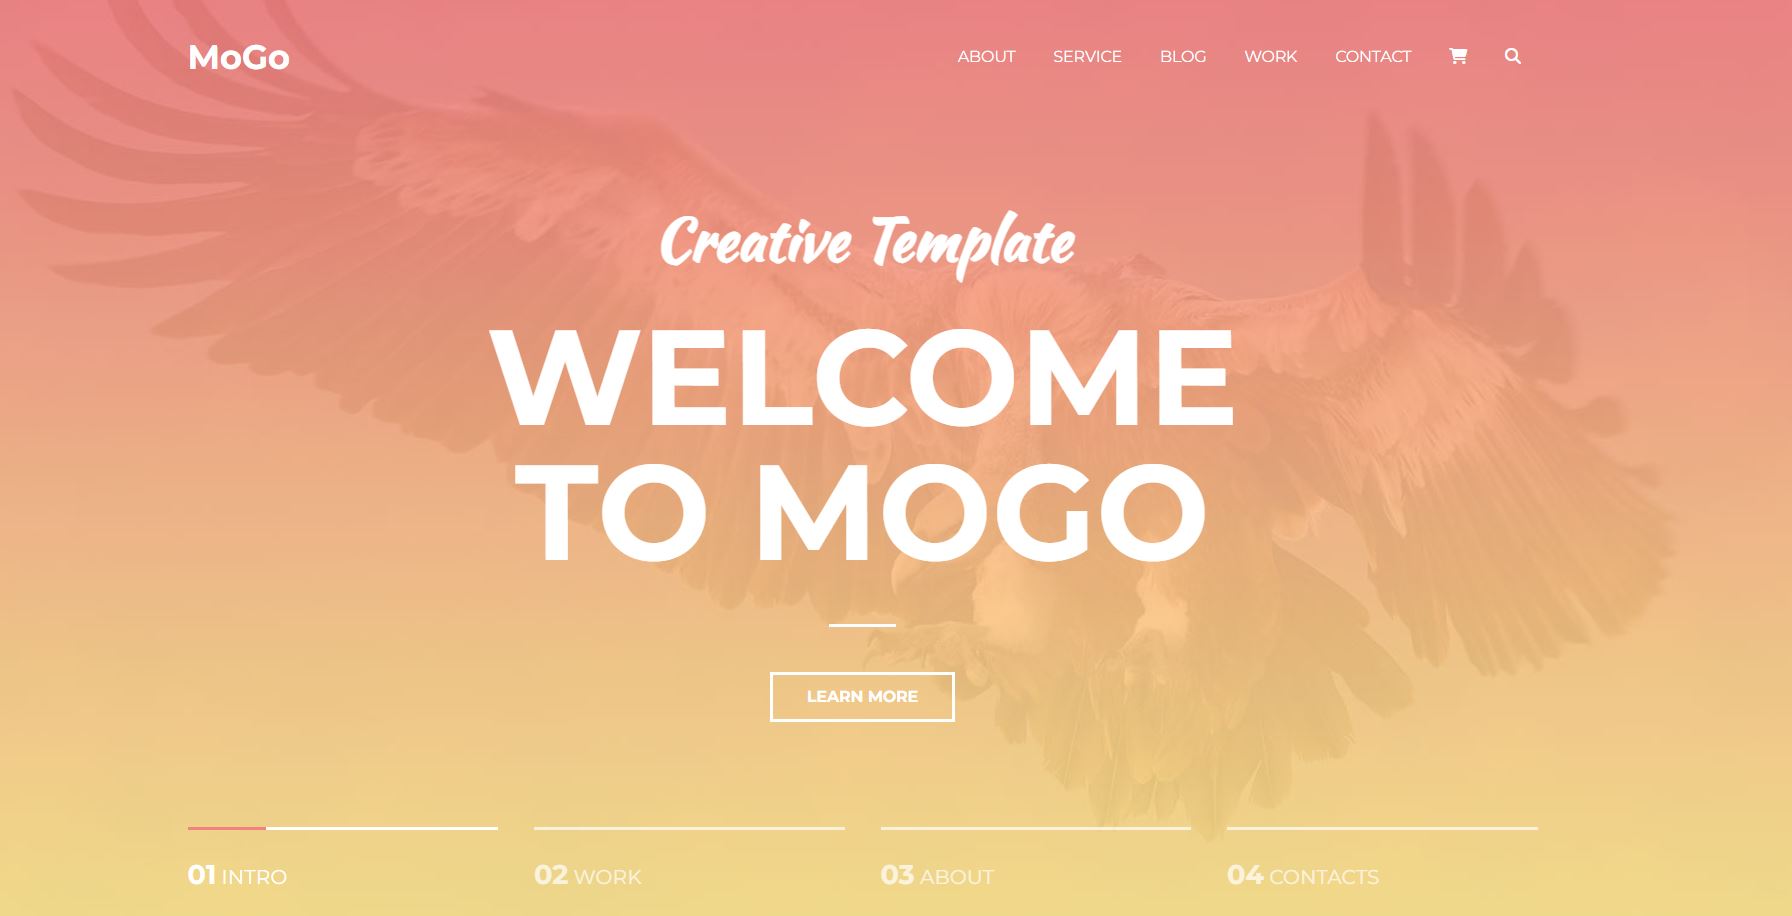 MoGo
ABOUT SERVICE BLOG WORK CONTACT
Creative Template
WELCOME
TO MOGO
LEARN MORE
01 INTRO
02 WORK
03 ABOUT
04 CONTACTS